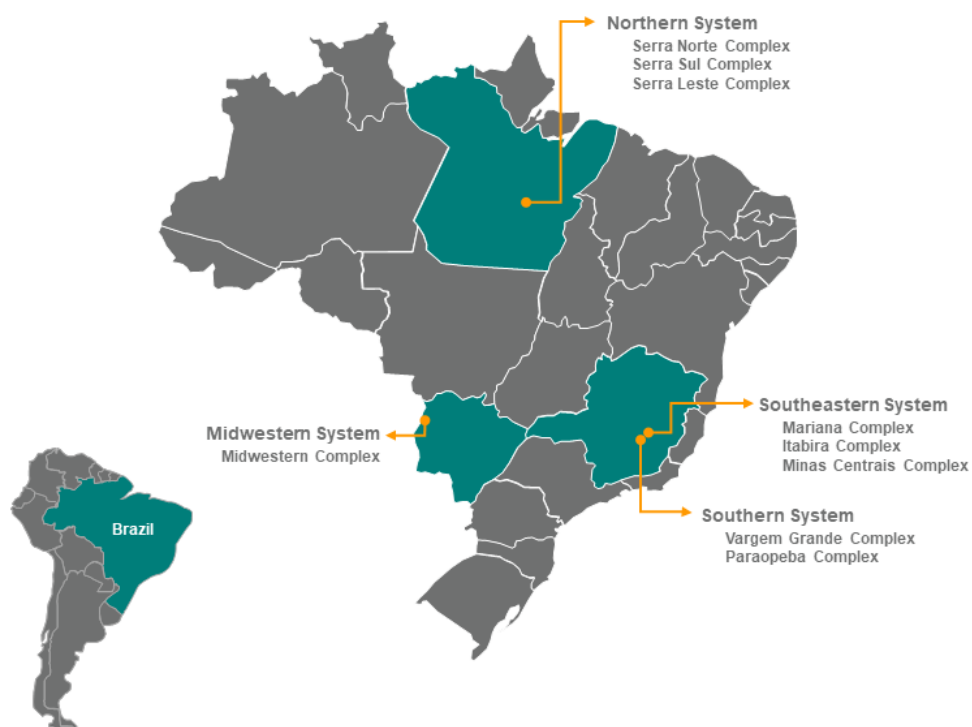 Northern System
Serra Norte Complex
Serra Sul Complex
Serra Leste Complex
Southeastern System
Mariana Complex
Itabira Complex
Minas Centrais Complex
Midwestern System
Midwestern Complex
Southern System
Vargem Grande Complex
Paraopeba Complex
Brazil